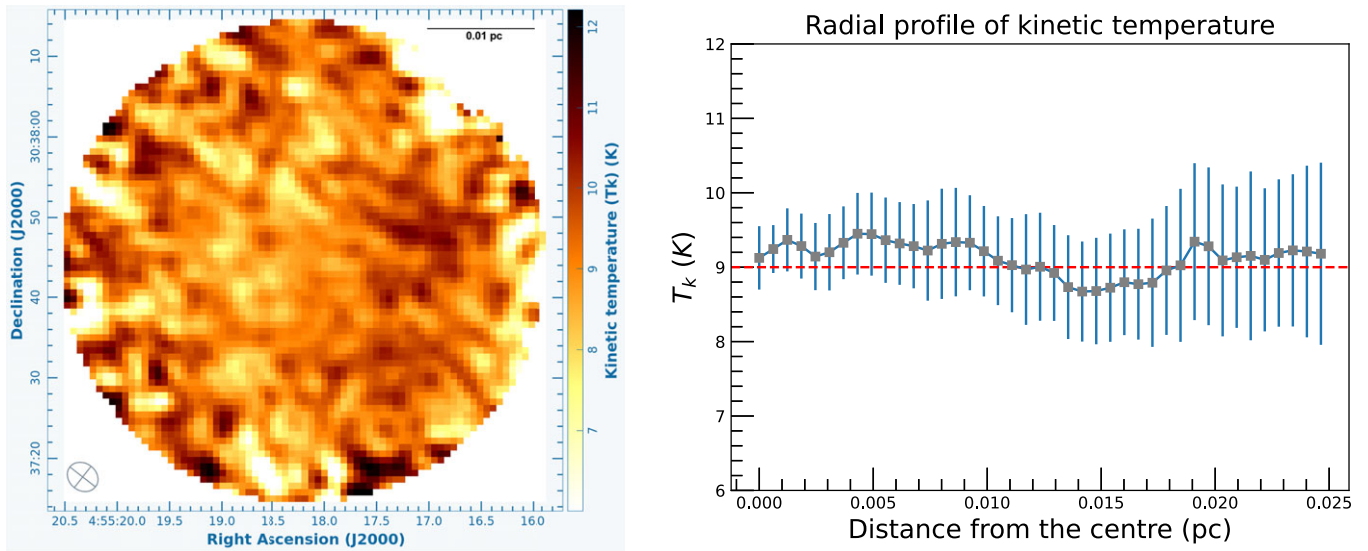 0.01 pc
10
30:38:00
50
40
30
37:20
Declination (J2000)
20.5 4:55:20.0 19.5 19.0 18.5 18.0 17.5 17.0 16.5 16.0
Right Ascension (J2000)
12
11
10
9
8
7
Kinetic temperature (Tk) (K)
Radial profile of kinetic temperature
12
11
10
9
8
7
6
T_k (K)
0.000 0.005 0.010 0.015 0.020 0.025
Distance from the centre (pc)